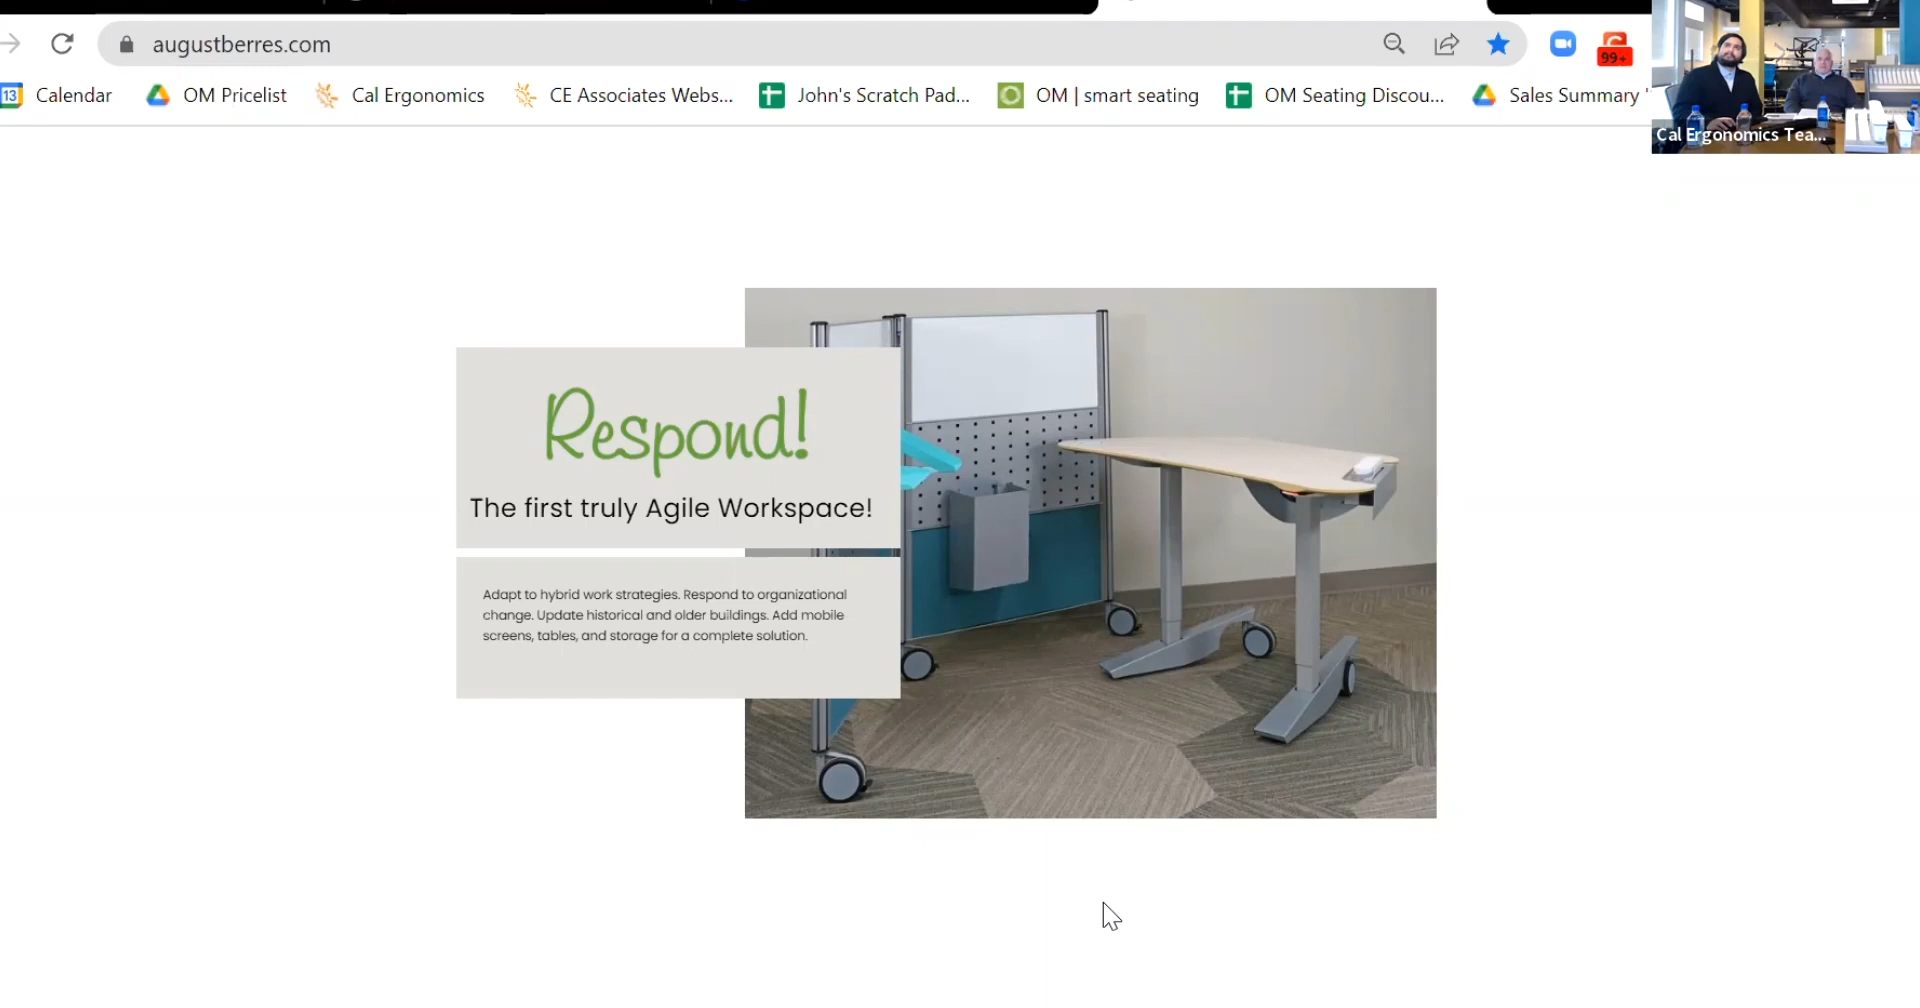 augustberres.com
99+
13 Calendar OM Pricelist Cal Ergonomics CE Associates Webs... John's Scratch Pad... OM | smart seating OM Seating Discou... Sales Summary '
Cal Ergonomics Tea...
Respond!
The first truly Agile Workspace!
Adapt to hybrid work strategies. Respond to organizational
change. Update historical and older buildings. Add mobile
screens, tables, and storage for a complete solution.